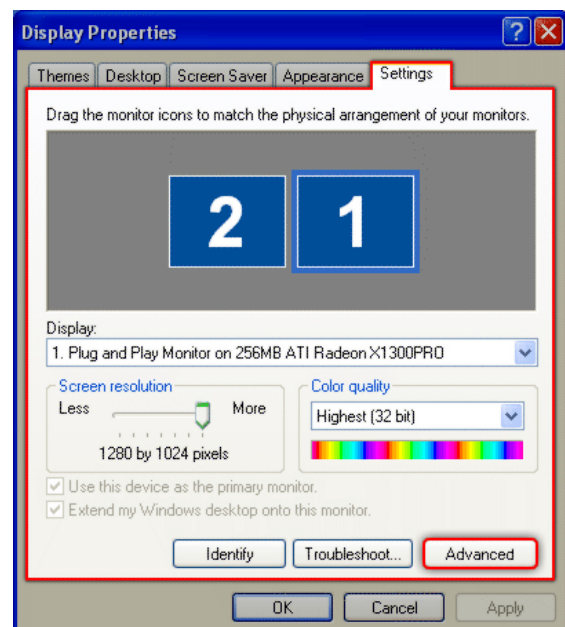 Display Properties
Themes Desktop Screen Saver Appearance Settings
Drag the monitor icons to match the physical arrangement of your monitors.
2 1
Display:
1. Plug and Play Monitor on 256MB ATI Radeon X1300PRO
Screen resolution Color quality
Less More Highest (32 bit)
1280 by 1024 pixels
Use this device as the primary monitor.
Extend my Windows desktop onto this monitor.
Identify Troubleshoot... Advanced
OK Cancel Apply